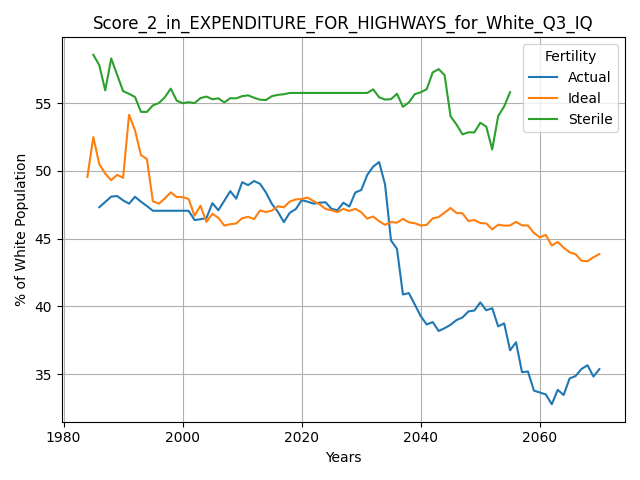 Score_2_in_EXPENDITURE_FOR_HIGHWAYS_for_White_Q3_IQ
Fertility
Actual
Ideal
Sterile
% of White Population
55
50
45
40
35
1980
2000
2020
2040
2060
Years